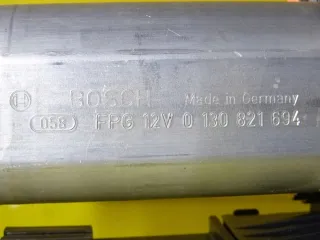 BOSCH Made in Germany
058 FPG 12V 0 130 821 694